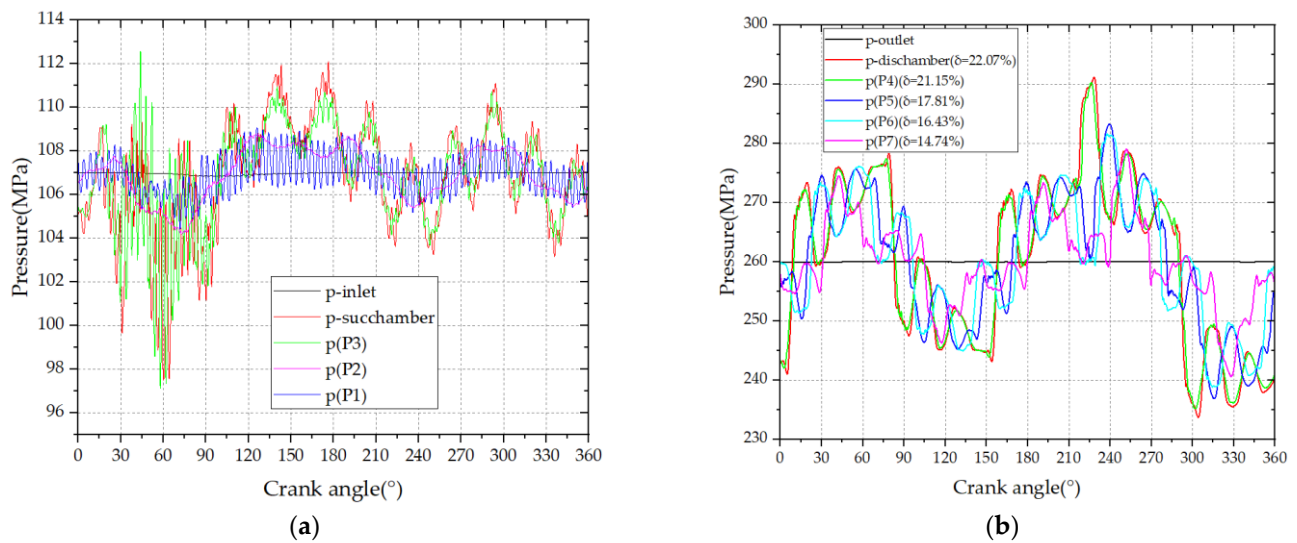 114
112
110
108
106
104
102
100
98
96
Pressure(MPa)
p-inlet
p-succhamber
p(P3)
p(P2)
p(P1)
0 30 60 90 120 150 180 210 240 270 300 330 360
Crank angle(°)
(a)
300
290
280
270
260
250
240
230
Pressure(MPa)
p-outlet
p-dischamber(δ=22.07%)
p(P4)(δ=21.15%)
p(P5)(δ=17.81%)
p(P6)(δ=16.43%)
p(P7)(δ=14.74%)
0 30 60 90 120 150 180 210 240 270 300 330 360
Crank angle(°)
(b)